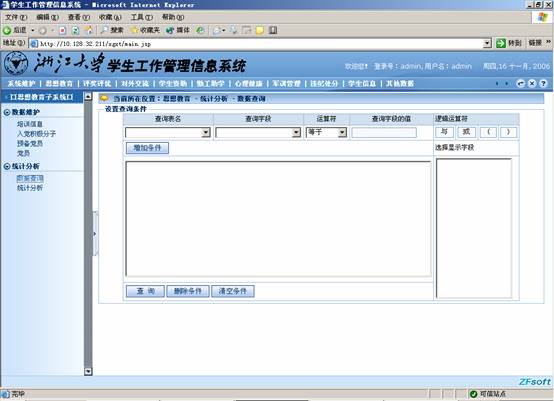 学生工作管理信息系统 - Microsoft Internet Explorer
文件(F) 编辑(E) 查看(V) 收藏(A) 工具(T) 帮助(H)
后退 搜索 收藏夹 媒体
地址(D) http://10.128.32.211/xgxt/main.jsp 转到 链接 »
浙江大学 学生工作管理信息系统
欢迎您! 登录号:admin,用户名:admin 周四,16 十一月, 2006
系统维护 | 思想教育 | 评奖评优 | 对外交流 | 学生资助 | 勤工助学 | 心理健康 | 军训管理 | 违纪处分 | 学生信息 | 其他数据
思想教育子系统
当前所在位置:思想教育 - 统计分析 - 数据查询
数据维护
培训信息
入党积极分子
预备党员
党员
统计分析
数据查询
统计分析
设置查询条件
查询表名 查询字段 运算符 查询字段的值 逻辑运算符
等于 与 或 ( )
增加条件 选择显示字段
查 询 删除条件 清空条件
ZFsoft
完毕 可信站点